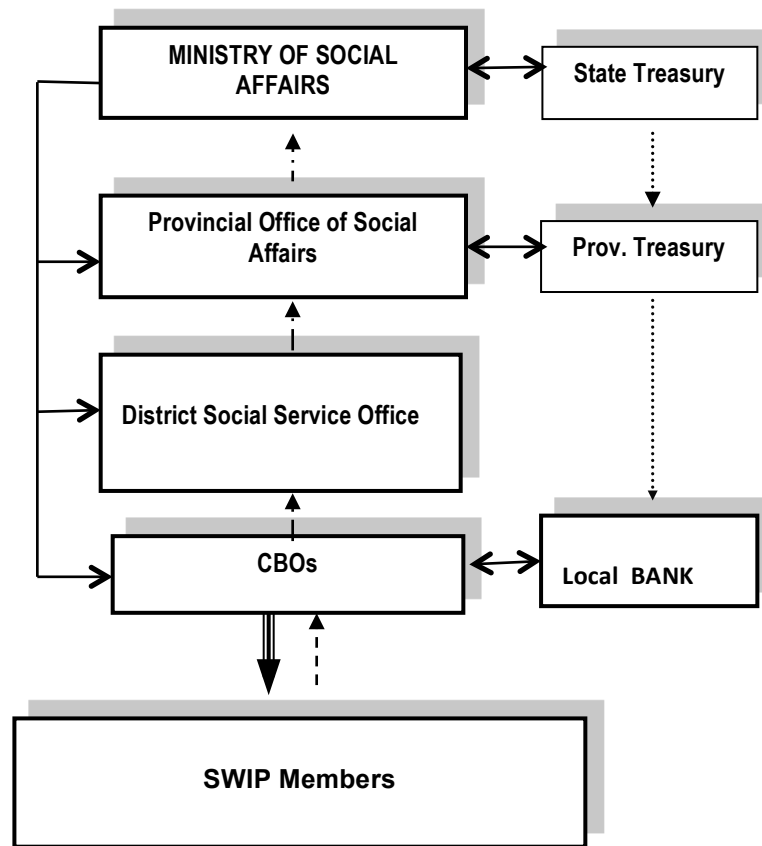 MINISTRY OF SOCIAL
AFFAIRS
State Treasury
Provincial Office of Social
Affairs
Prov. Treasury
District Social Service Office
CBOs
Local BANK
SWIP Members